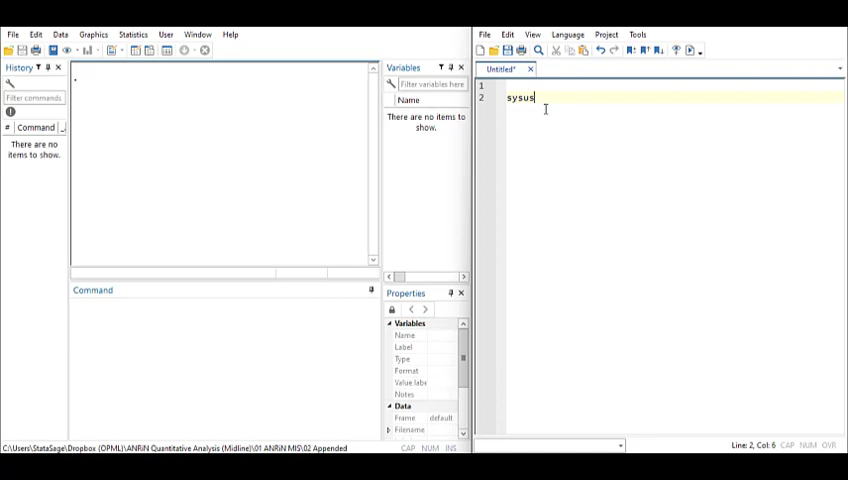 File Edit Data Graphics Statistics User Window Help
File Edit View Language Project Tools
History
Variables
Untitled*
Filter commands
Filter variables here
# Command
Name
There are no items to show.
There are no items to show.
1
2 sysus
.
Command
Properties
Variables
Name
Label
Type
Format
Value labe
Notes
Data
Frame default
Filename
C:\Users\StataSage\Dropbox (OPML)\ANRiN Quantitative Analysis (Midline)\01 ANRiN MIS\02 Appended
CAP NUM INS
Line: 2, Col: 6 CAP NUM OVR